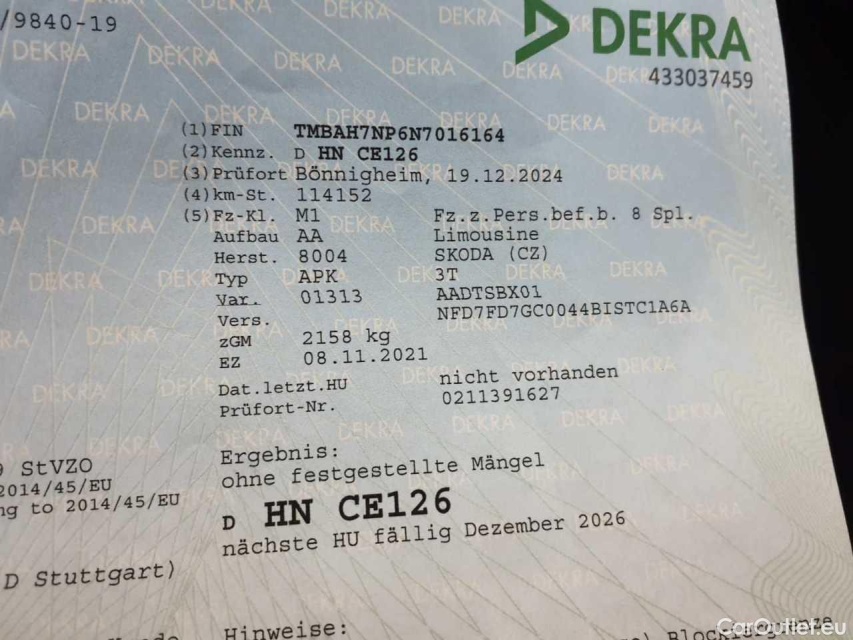 /9840-19
DEKRA
433037459
(1) FIN TMBAH7NP6N7016164
(2) Kennz. D HN CE126
(3) Prüfort Bönnigheim, 19.12.2024
(4) km-St. 114152
(5) Fz-Kl. M1 Fz.z.Pers.bef.b. 8 Spl.
Aufbau AA Limousine
Herst. 8004 SKODA (CZ)
Typ APK 3T
Var. 01313 AADTSBX01
Vers. NFD7FD7GC0044BISTC1A6A
zGM 2158 kg
EZ 08.11.2021
Dat.letzt.HU nicht vorhanden
Prüfort-Nr. 0211391627
StVZO
2014/45/EU
ng to 2014/45/EU
Ergebnis:
ohne festgestellte Mängel
D HN CE126
nächste HU fällig Dezember 2026
D Stuttgart)
Hinweise:
CarOutlet.eu